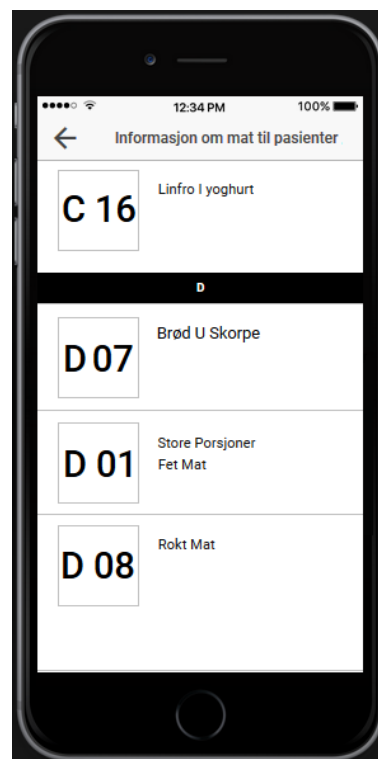 12:34 PM
100%
Informasjon om mat til pasienter
C 16
Linfro I yoghurt
D
D 07
Brød U Skorpe
D 01
Store Porsjoner
Fet Mat
D 08
Rokt Mat